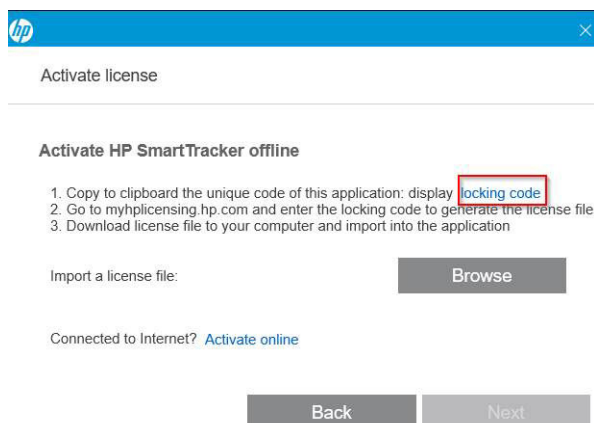 hp
Activate license
Activate HP SmartTracker offline
1. Copy to clipboard the unique code of this application: display locking code
2. Go to myhplicensing.hp.com and enter the locking code to generate the license file
3. Download license file to your computer and import into the application
Import a license file:
Browse
Connected to Internet? Activate online
Back
Next